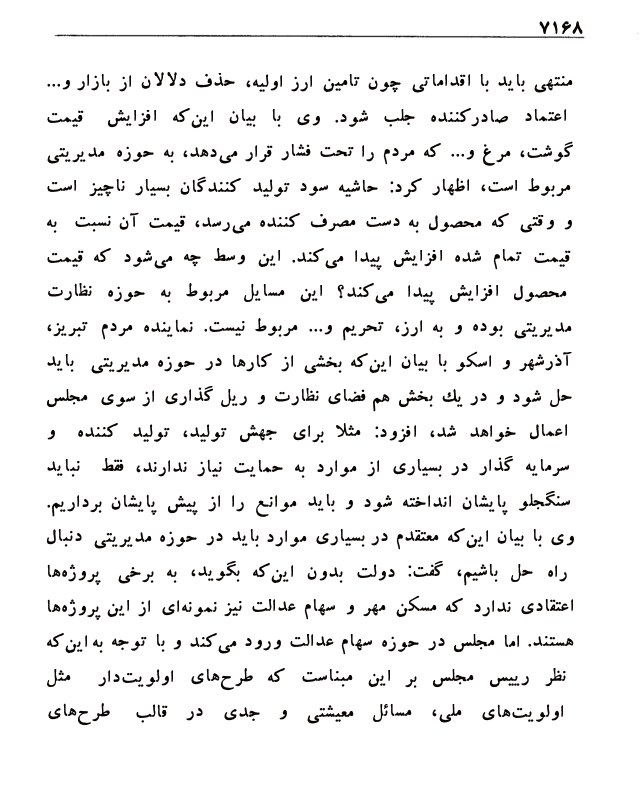 ۷۱۶۸
منتهی باید با اقداماتی چون تامین ارز اولیه، حذف دلالان از بازار و...
اعتماد صادرکننده جلب شود. وی با بیان این‌که افزایش قیمت
گوشت، مرغ و... که مردم را تحت فشار قرار می‌دهد، به حوزه مدیریتی
مربوط است، اظهار کرد: حاشیه سود تولید کنندگان بسیار ناچیز است
و وقتی که محصول به دست مصرف کننده می‌رسد، قیمت آن نسبت به
قیمت تمام شده افزایش پیدا می‌کند. این وسط چه می‌شود که قیمت
محصول افزایش پیدا می‌کند؟ این مسایل مربوط به حوزه نظارت
مدیریتی بوده و به ارز، تحریم و... مربوط نیست. نماینده مردم تبریز،
آذرشهر و اسکو با بیان این‌که بخشی از کارها در حوزه مدیریتی باید
حل شود و در یك بخش هم فضای نظارت و ریل گذاری از سوی مجلس
اعمال خواهد شد، افزود: مثلا برای جهش تولید، تولید کننده و
سرمایه گذار در بسیاری از موارد به حمایت نیاز ندارند، فقط نباید
سنگجلو پایشان انداخته شود و باید موانع را از پیش پایشان برداریم.
وی با بیان این‌که معتقدم در بسیاری موارد باید در حوزه مدیریتی دنبال
راه حل باشیم، گفت: دولت بدون این‌که بگوید، به برخی پروژه‌ها
اعتقادی ندارد که مسکن مهر و سهام عدالت نیز نمونه‌ای از این پروژه‌ها
هستند. اما مجلس در حوزه سهام عدالت ورود می‌کند و با توجه به این‌که
نظر رییس مجلس بر این مبناست که طرح‌های اولویت‌دار مثل
اولویت‌های ملی، مسائل معیشتی و جدی در قالب طرح‌های